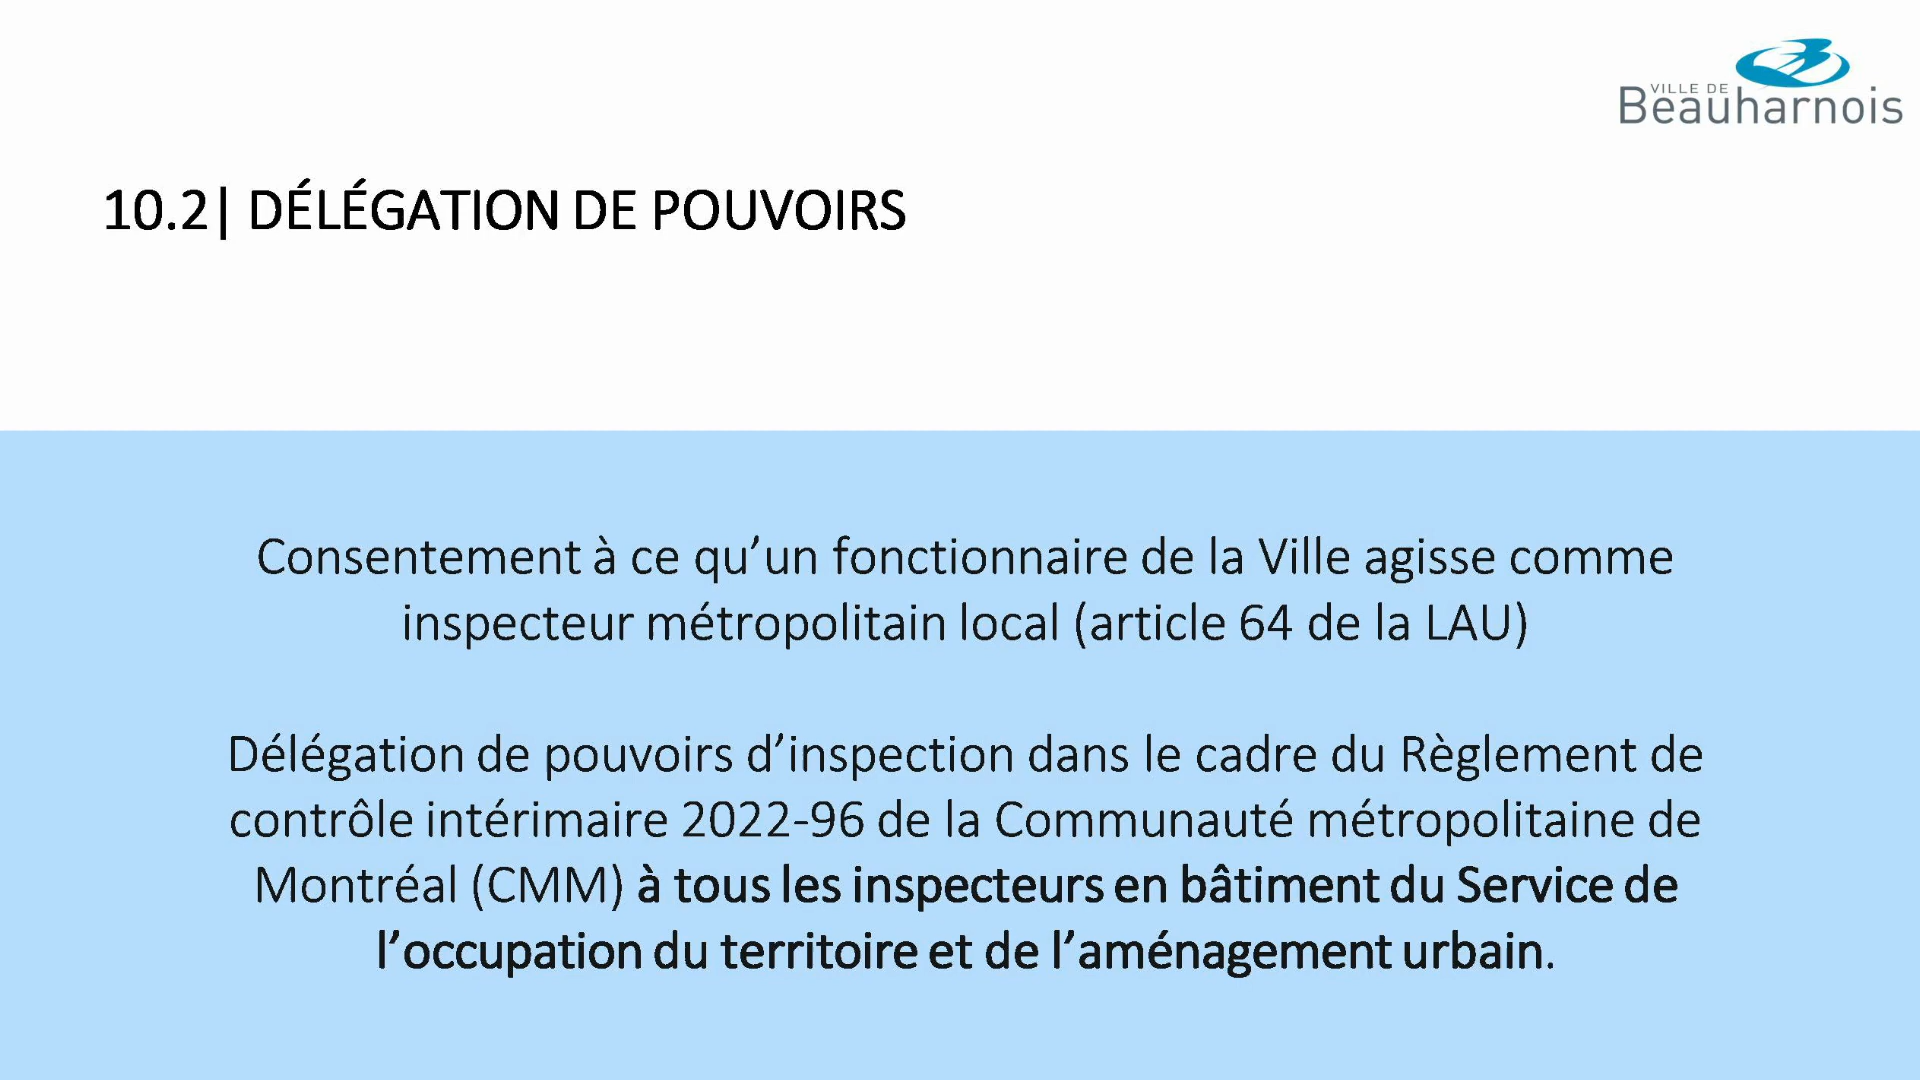 VILLE DE
Beauharnois
10.2| DÉLÉGATION DE POUVOIRS
Consentement à ce qu’un fonctionnaire de la Ville agisse comme
inspecteur métropolitain local (article 64 de la LAU)
Délégation de pouvoirs d’inspection dans le cadre du Règlement de
contrôle intérimaire 2022-96 de la Communauté métropolitaine de
Montréal (CMM) à tous les inspecteurs en bâtiment du Service de
l’occupation du territoire et de l’aménagement urbain.